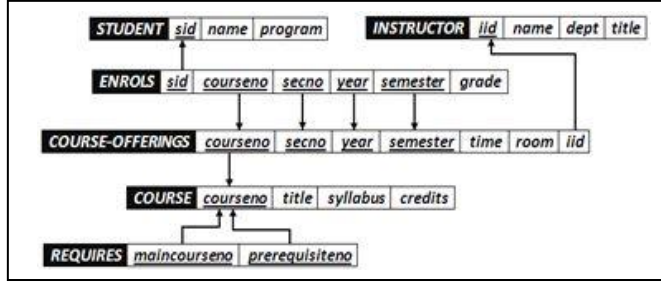 STUDENT sid name program INSTRUCTOR iid name dept title
ENROLS sid courseno secno year semester grade
COURSE-OFFERINGS courseno secno year semester time room iid
COURSE courseno title syllabus credits
REQUIRES maincourseno prerequisiteno